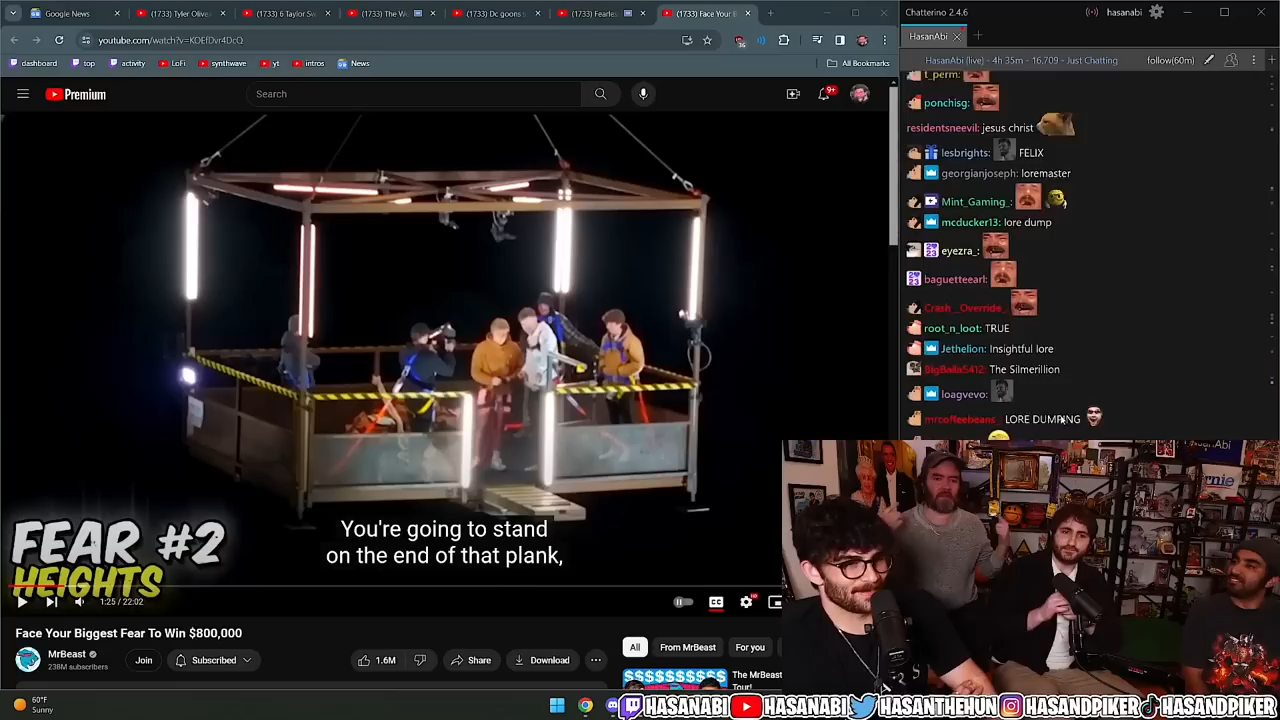 Google News
(1733) Tyler Olive
(1733) 6 Taylor Sw
(1733) The W
(1733) Dc goons s
(1733) Fearles
(1733) Face Your B
youtube.com/watch?v=KOEfDvr4DcQ
dashboard
top
activity
LoFi
synthwave
yt
intros
News
All Bookmarks
Premium
Search
9+
FEAR #2
HEIGHTS
You're going to stand
on the end of that plank,
1:25 / 22:02
Face Your Biggest Fear To Win $800,000
MrBeast
238M subscribers
Join
Subscribed
1.6M
Share
Download
All
From MrBeast
For you
$$$$$$$$$
The MrBeast
Tour!
60°F
Sunny
Chatterino 2.4.6
hasanabi
HasanAbi
HasanAbi (live) - 4h 35m - 16,709 - Just Chatting
follow(60m)
t_perm:
ponchisg:
residentsneevil: jesus christ
lesbrights: FELIX
georgianjoseph: loremaster
Mint_Gaming_:
mcducker13: lore dump
eyezra_:
baguetteearl:
Crash_Override_:
root_n_loot: TRUE
Jethelion: Insightful lore
BigBallaS412: The Silmerillion
loagvevo:
mrcoffeebeans_: LORE DUMPING
HASANABI
HASANABI
HASANTHEHUN
HASANDPIKER
HASANDPIKER